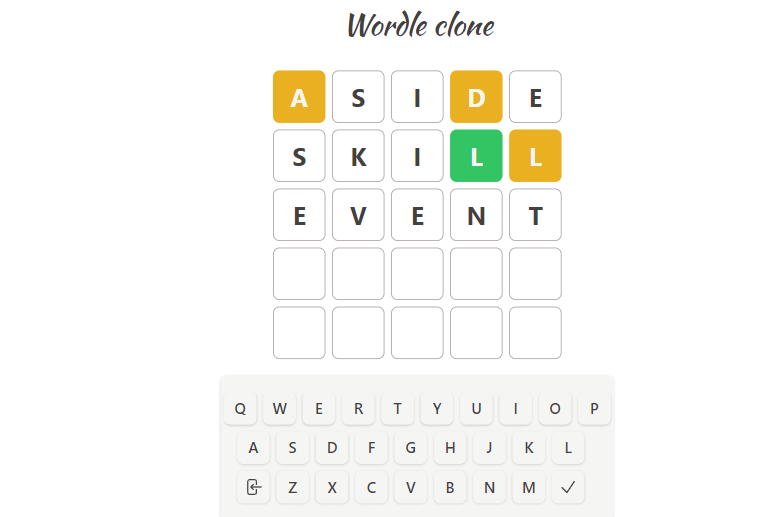 Wordle clone
A S I D E
S K I L L
E V E N T
Q W E R T Y U I O P
A S D F G H J K L
Z X C V B N M